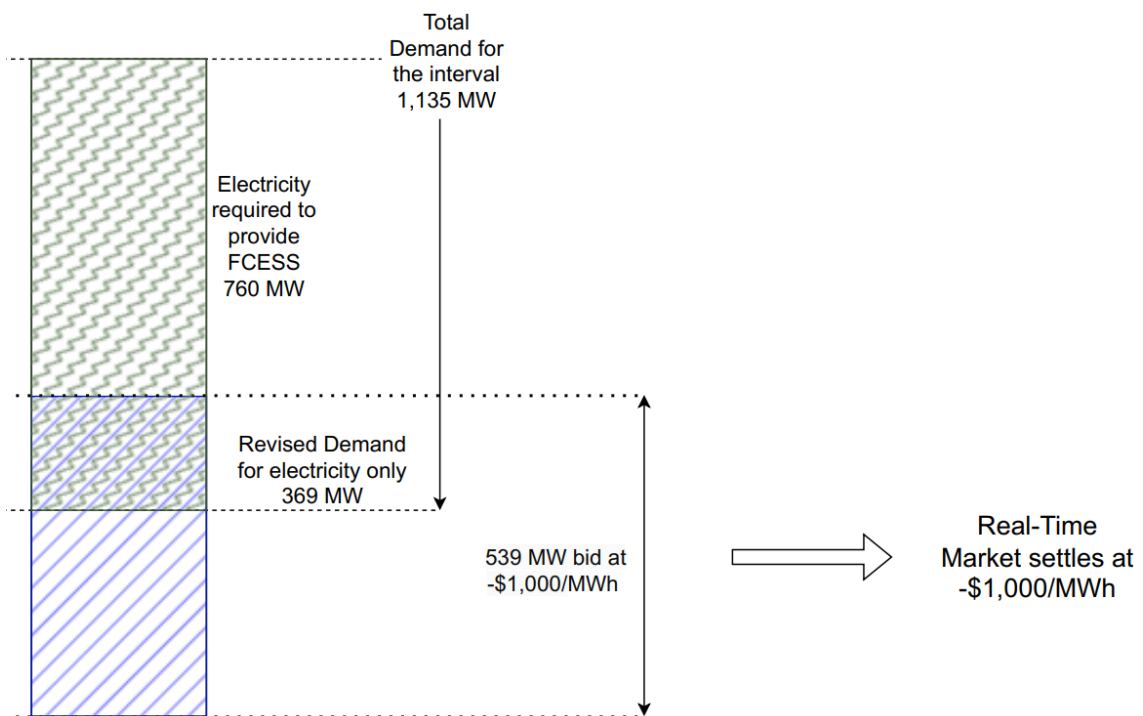 Total
Demand for
the interval
1,135 MW
Electricity
required to
provide
FCESS
760 MW
Revised Demand
for electricity only
369 MW
539 MW bid at
-$1,000/MWh
Real-Time
Market settles at
-$1,000/MWh